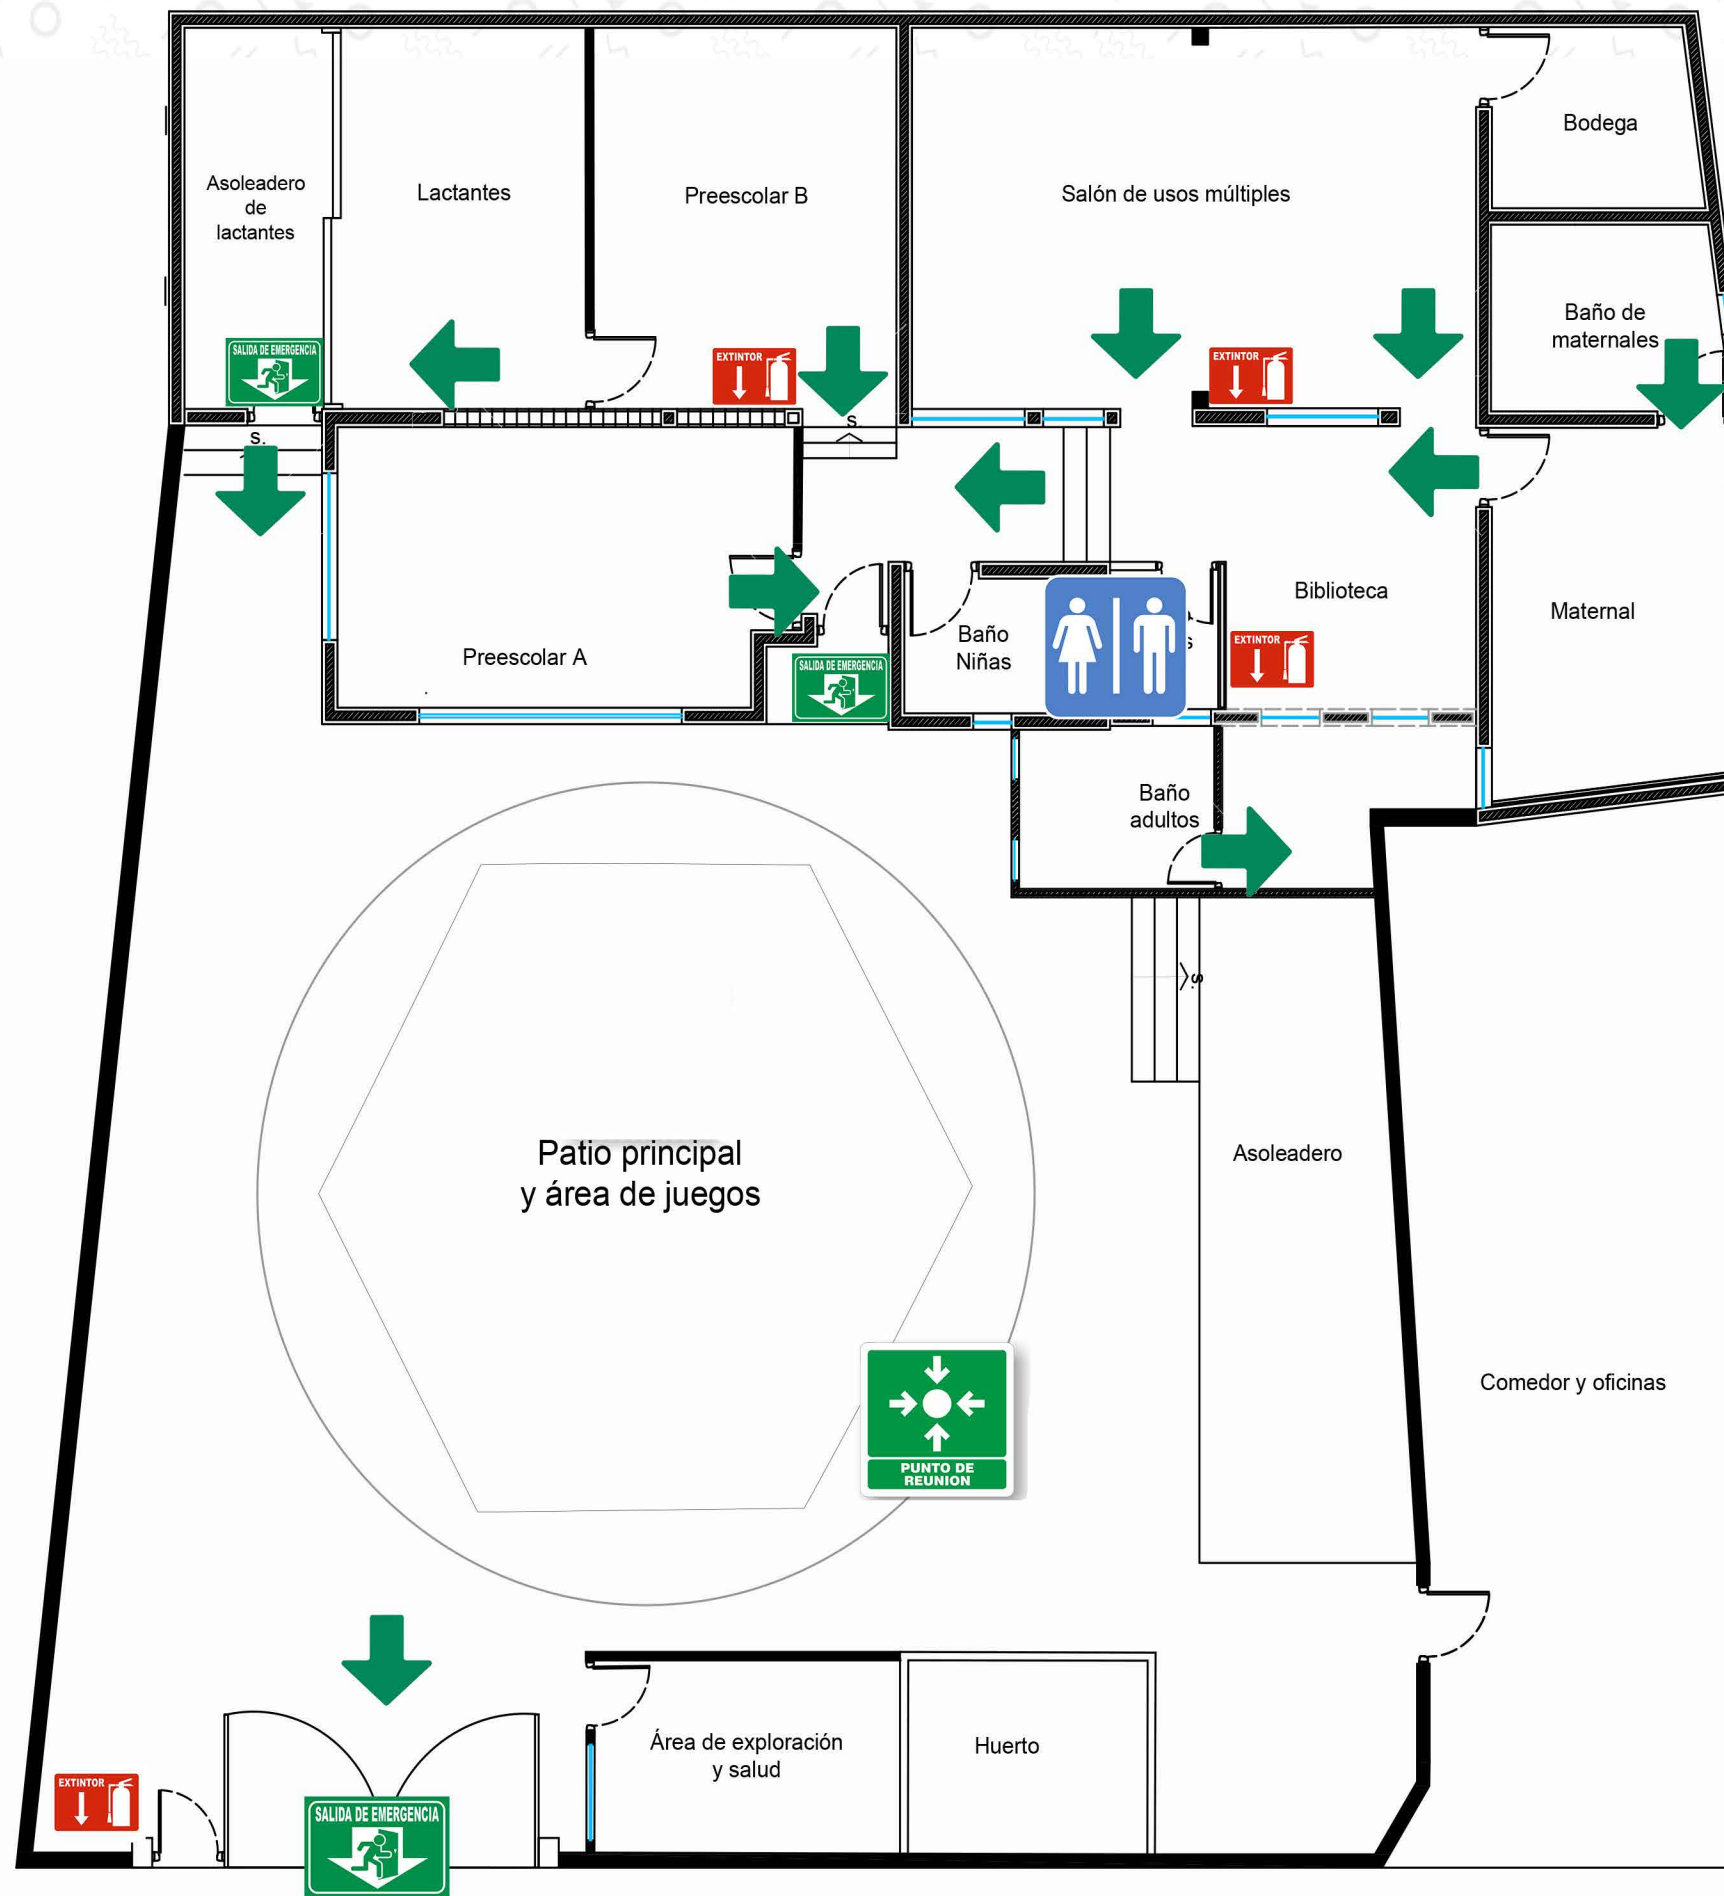 Bodega
Asoleadero
de
lactantes
Lactantes
Preescolar B
Salón de usos múltiples
Baño de
maternales
SALIDA DE EMERGENCIA
EXTINTOR
EXTINTOR
s.
s.
Biblioteca
Maternal
Baño
Niñas
s
EXTINTOR
Preescolar A
SALIDA DE EMERGENCIA
Baño
adultos
s.
Patio principal
y área de juegos
Asoleadero
Comedor y oficinas
PUNTO DE
REUNION
Área de exploración
y salud
Huerto
EXTINTOR
SALIDA DE EMERGENCIA